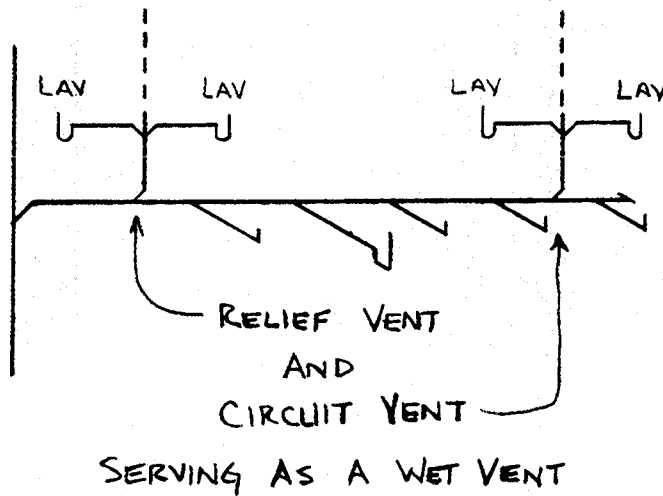 LAV LAV LAV LAV
RELIEF VENT
AND
CIRCUIT VENT
SERVING AS A WET VENT